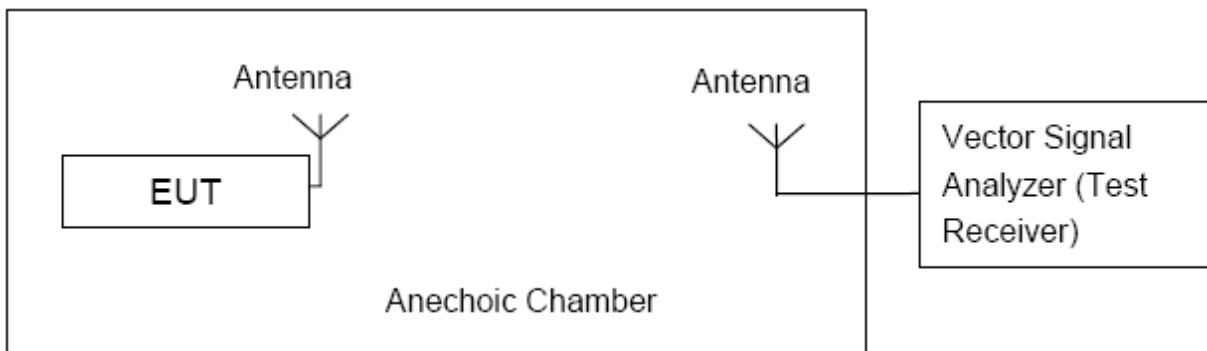 Antenna
Antenna
EUT
Vector Signal
Analyzer (Test
Receiver)
Anechoic Chamber